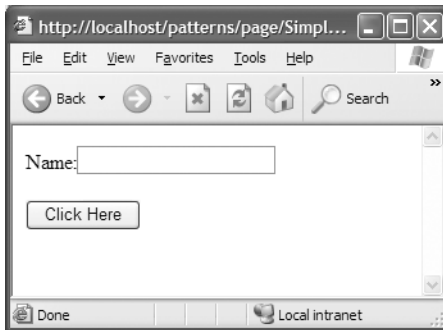 http://localhost/patterns/page/Simpl...
File Edit View Favorites Tools Help
Back Search »
Name:
Click Here
Done Local intranet